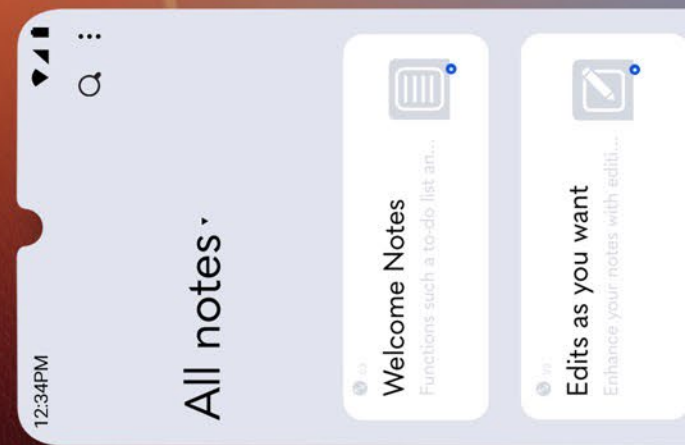 12:34PM
All notes
Welcome Notes
Functions such a to-do list an...
Edits as you want
Enhance your notes with editi...